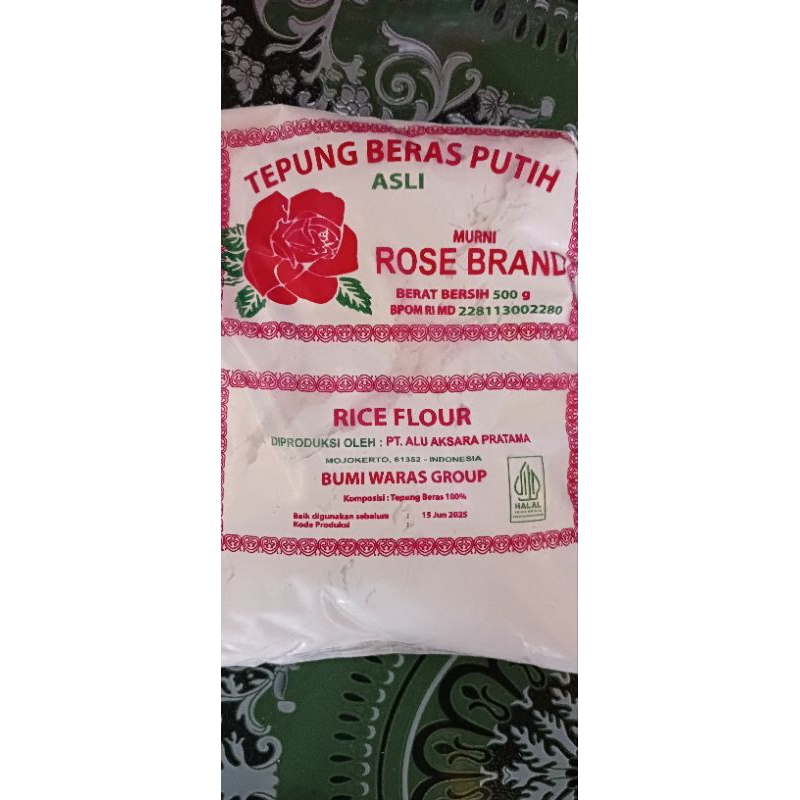 TEPUNG BERAS PUTIH
ASLI
MURNI
ROSE BRAND
BERAT BERSIH 500 g
BPOM RI MD 228113002280
RICE FLOUR
DIPRODUKSI OLEH : PT. ALU AKSARA PRATAMA
MOJOKERTO, 61382 - INDONESIA
BUMI WARAS GROUP
Komposisi : Tepung Beras 100%
Baik digunakan sebelum : 15 Jun 2025
Kode Produksi :
HALAL
INDONESIA